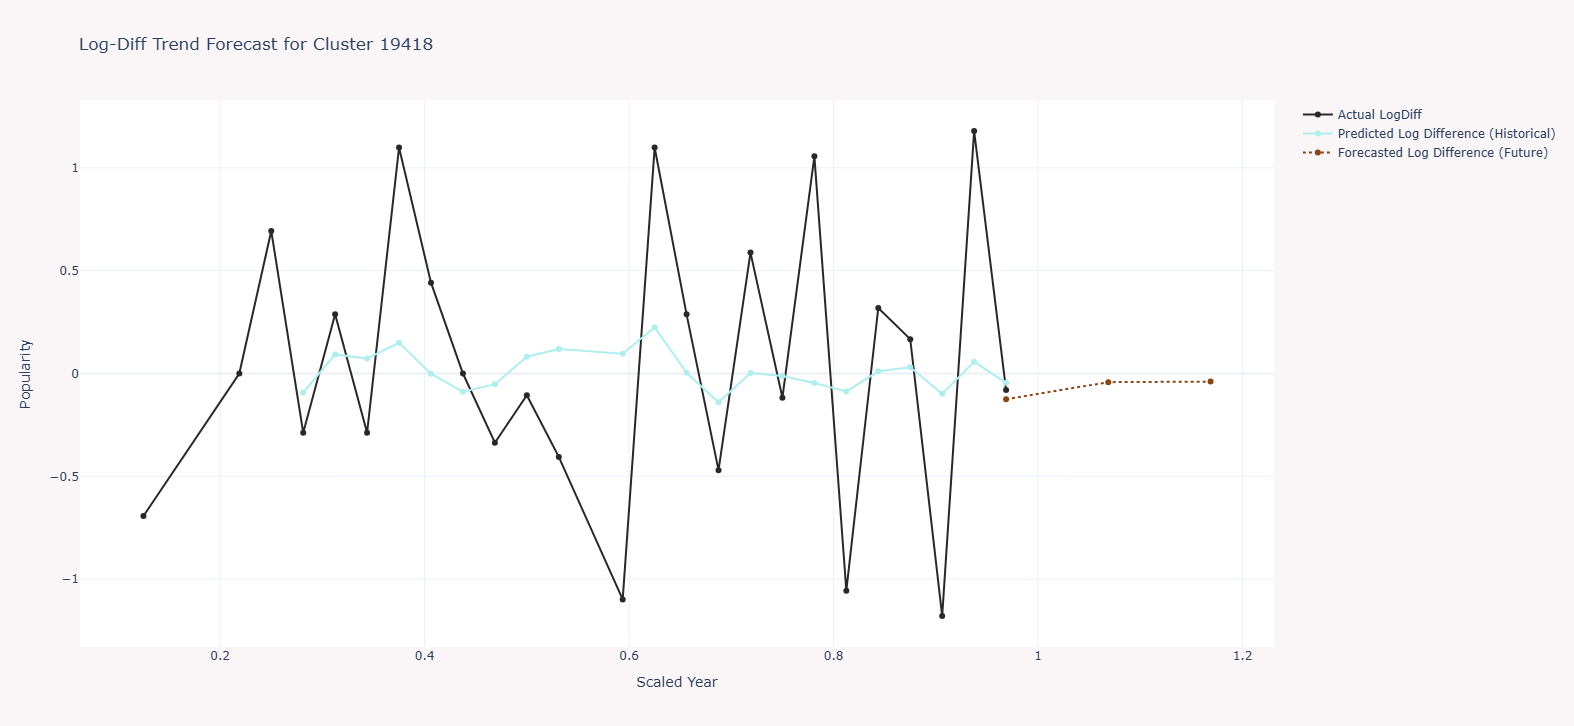 Log-Diff Trend Forecast for Cluster 19418
Actual LogDiff
Predicted Log Difference (Historical)
Forecasted Log Difference (Future)
Popularity
1
0.5
0
−0.5
−1
0.2
0.4
0.6
0.8
1
1.2
Scaled Year